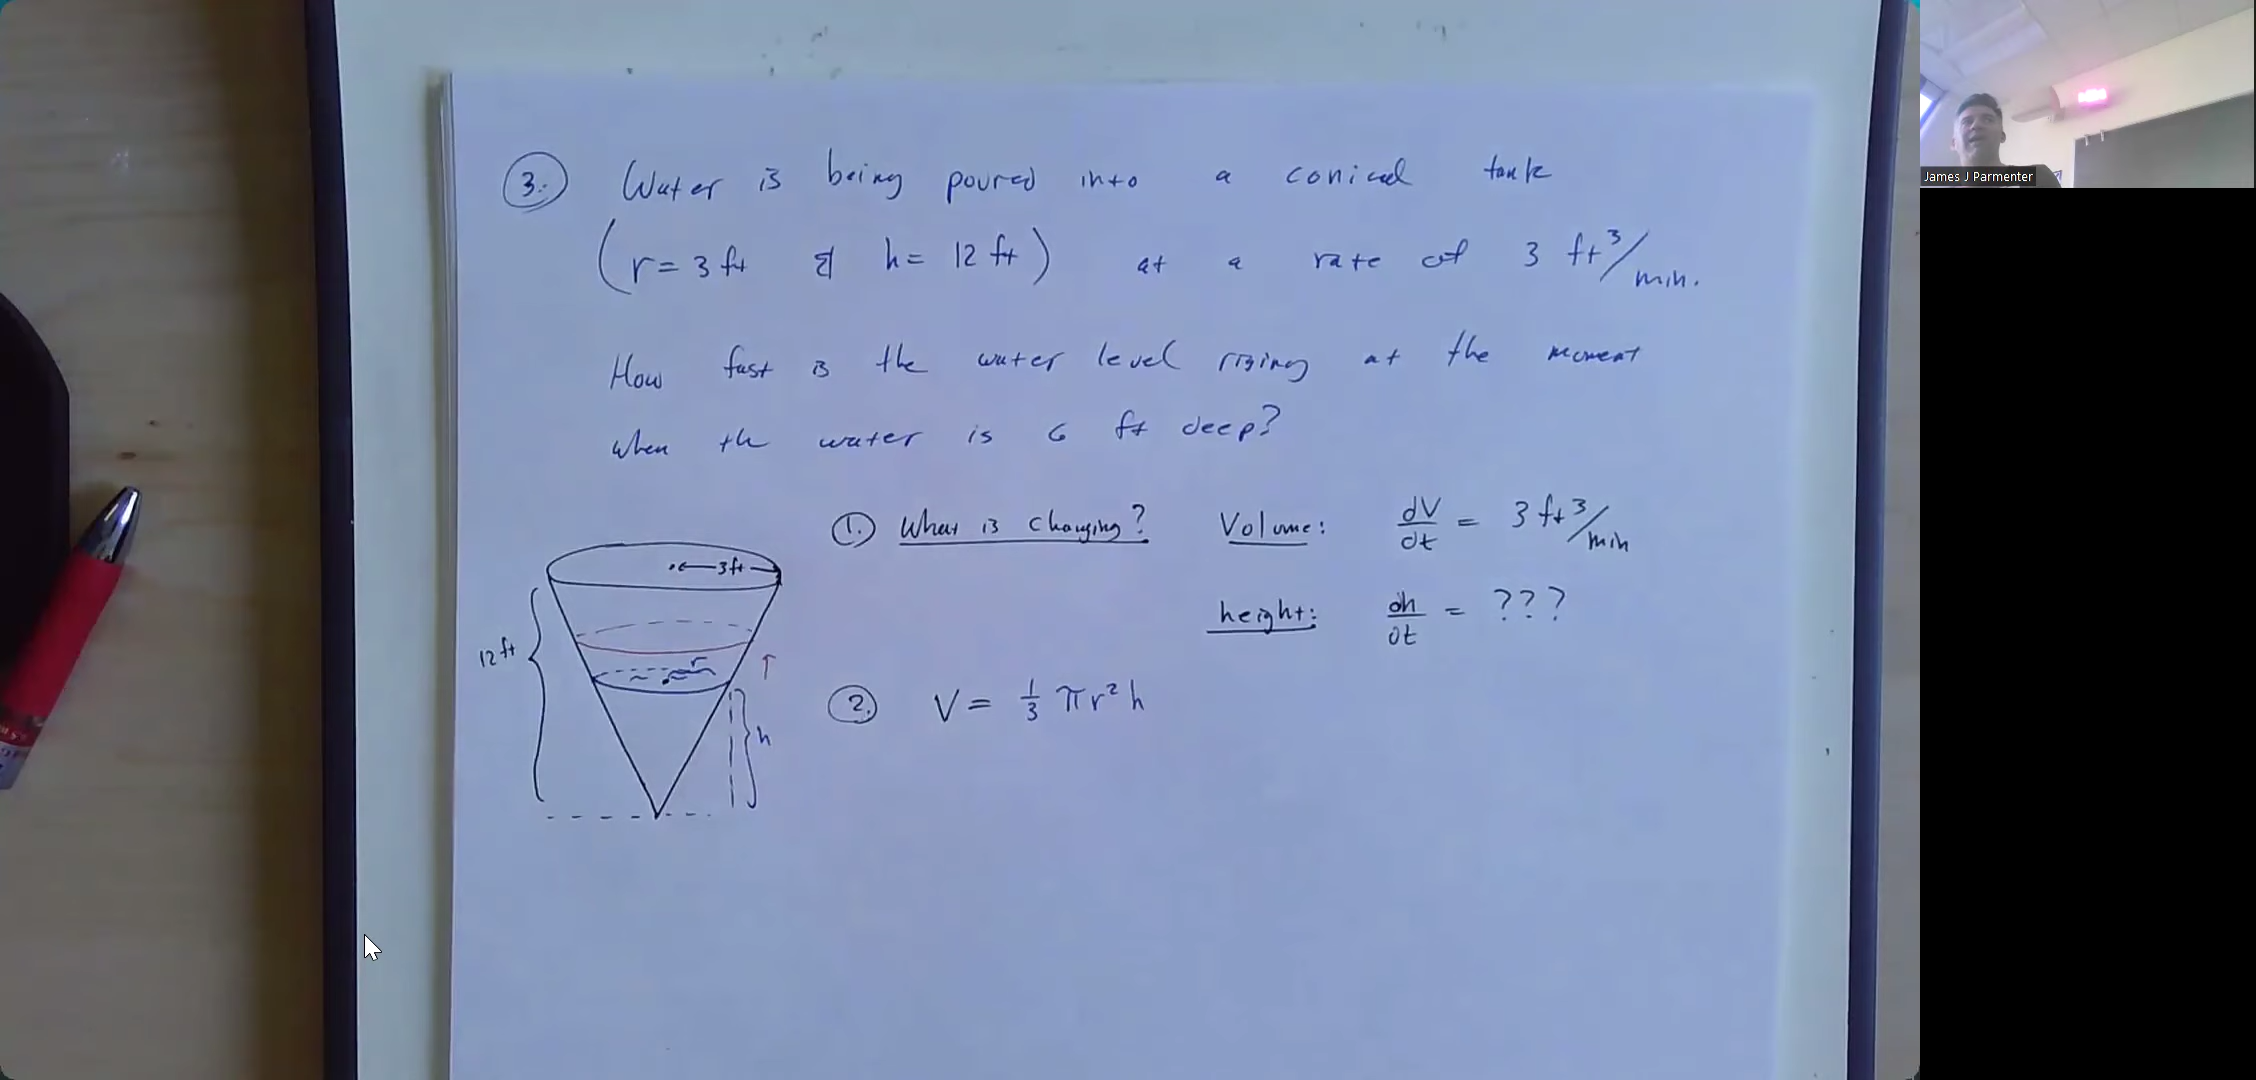 3.
Water is being poured into a conical tank
(r = 3 ft & h = 12 ft) at a rate of 3 ft³/min.
How fast is the water level rising at the moment
when the water is 6 ft deep?
1. What is changing? Volume: dV/dt = 3 ft³/min
height: dh/dt = ???
2. V = 1/3 πr²h
3 ft
12 ft
r
h
James J Parmenter